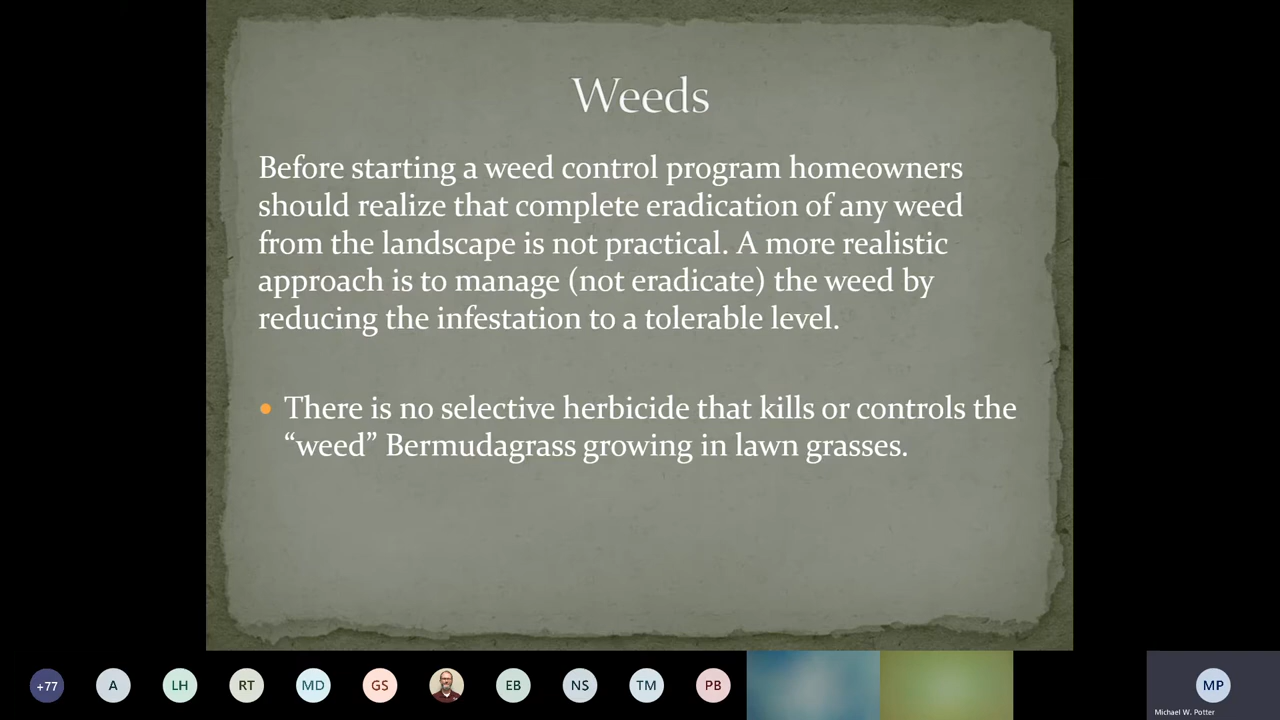 Weeds
Before starting a weed control program homeowners
should realize that complete eradication of any weed
from the landscape is not practical. A more realistic
approach is to manage (not eradicate) the weed by
reducing the infestation to a tolerable level.
• There is no selective herbicide that kills or controls the
“weed” Bermudagrass growing in lawn grasses.
+77 A LH RT MD GS EB NS TM PB MP
Michael W. Potter